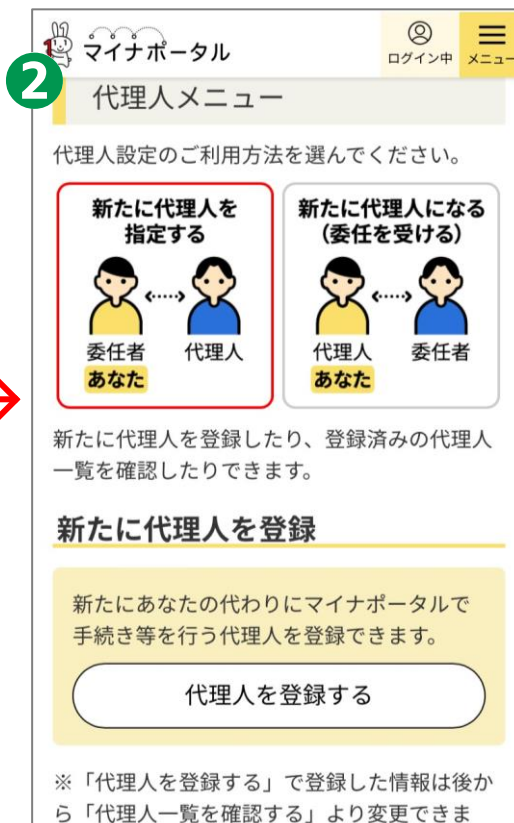 マイナポータル
ログイン中
メニュー
2
代理人メニュー
代理人設定のご利用方法を選んでください。
新たに代理人を
指定する
委任者 代理人
あなた
新たに代理人になる
（委任を受ける）
代理人 委任者
あなた
新たに代理人を登録したり、登録済みの代理人
一覧を確認したりできます。
新たに代理人を登録
新たにあなたの代わりにマイナポータルで
手続き等を行う代理人を登録できます。
代理人を登録する
※「代理人を登録する」で登録した情報は後か
ら「代理人一覧を確認する」より変更できま